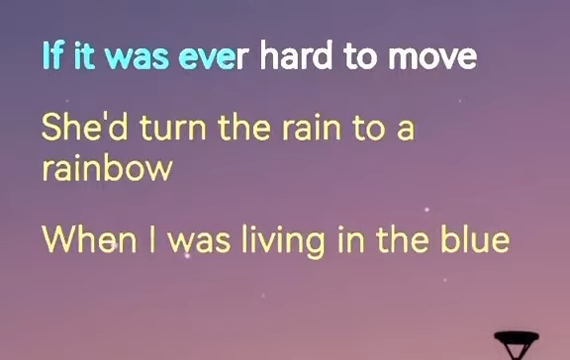 If it was ever hard to move
She'd turn the rain to a
rainbow
When I was living in the blue